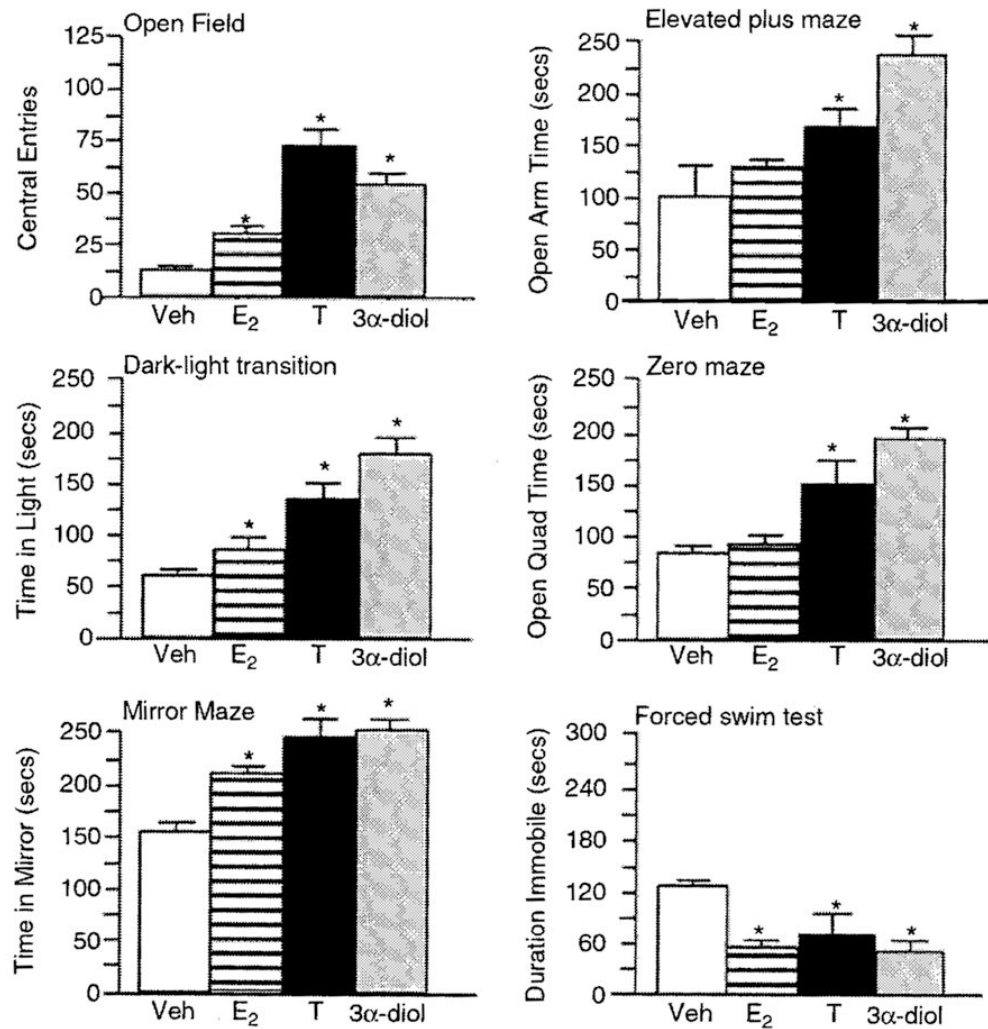 Open Field
Central Entries
125
100
75
50
25
0
*
*
*
Veh E₂ T 3α-diol
Elevated plus maze
Open Arm Time (secs)
250
200
150
100
50
0
*
*
Veh E₂ T 3α-diol
Dark-light transition
Time in Light (secs)
250
200
150
100
50
0
*
*
*
Veh E₂ T 3α-diol
Zero maze
Open Quad Time (secs)
250
200
150
100
50
0
*
*
Veh E₂ T 3α-diol
Mirror Maze
Time in Mirror (secs)
250
200
150
100
50
0
*
*
*
Veh E₂ T 3α-diol
Forced swim test
Duration Immobile (secs)
300
240
180
120
60
0
*
*
*
Veh E₂ T 3α-diol